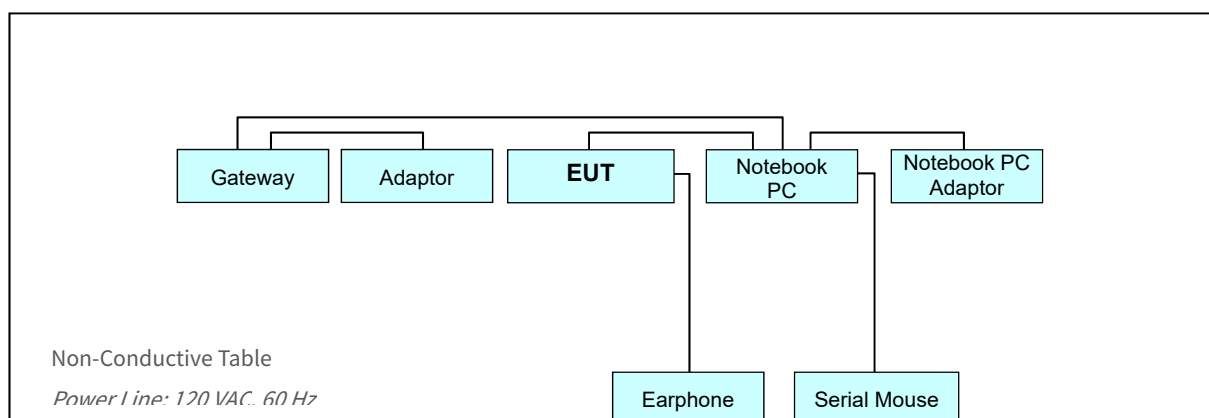 Gateway
Adaptor
EUT
Notebook
PC
Notebook PC
Adaptor
Non-Conductive Table
Power Line: 120 VAC, 60 Hz
Earphone
Serial Mouse